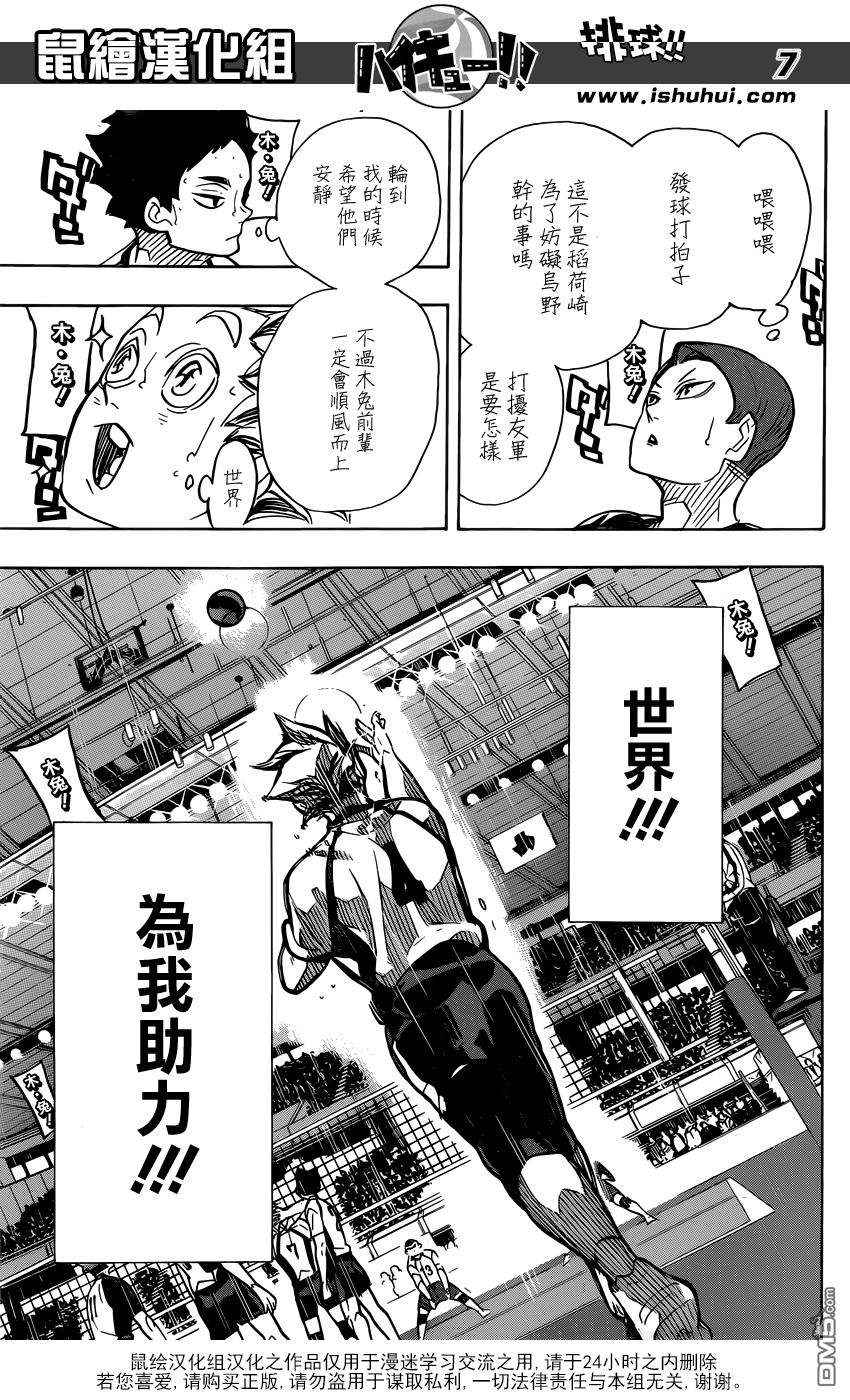 鼠繪漢化組
ハイキュー!!
排球!!
7
www.ishuhui.com
喂喂喂
發球打拍子
這不是稻荷崎
為了妨礙烏野
幹的事嗎
打擾友軍
是要怎樣
木·兔!
輪到
我的時候
希望他們
安靜
木·兔!
不過木兔前輩
一定會順風而上
世界
木·兔!
木兔!
世界!!!
木兔!
為我助力!!!
木·兔!
鼠绘汉化组汉化之作品仅用于漫迷学习交流之用, 请于24小时之内删除
若您喜爱, 请购买正版, 请勿盗用于谋取私利, 一切法律责任与本组无关, 谢谢。
DM5.com